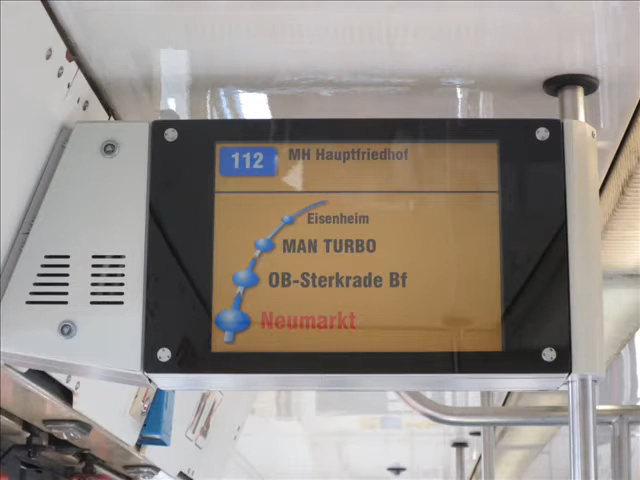 112 MH Hauptfriedhof
Eisenheim
MAN TURBO
OB-Sterkrade Bf
Neumarkt